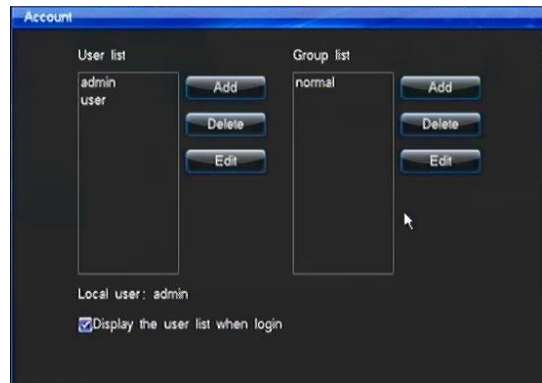 Account
User list
Group list
admin
user
Add
Delete
Edit
normal
Add
Delete
Edit
Local user: admin
Display the user list when login